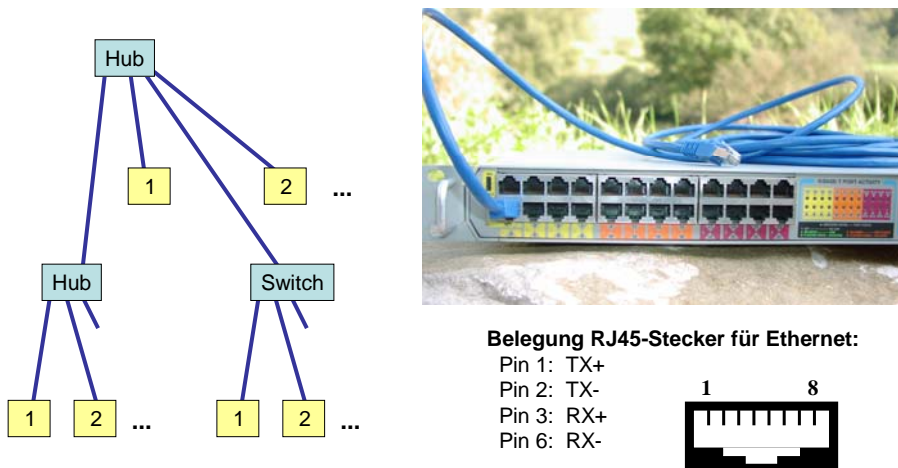 Hub
1
2
...
Hub
Switch
1
2
...
1
2
...
Belegung RJ45-Stecker für Ethernet:
Pin 1: TX+
Pin 2: TX-
Pin 3: RX+
Pin 6: RX-
1 8